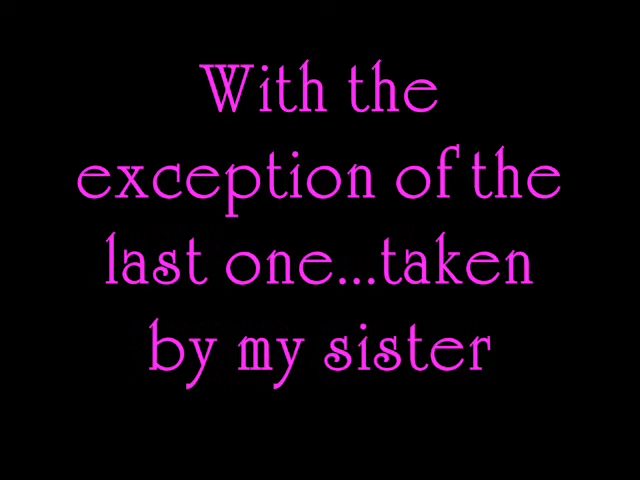 With the
exception of the
last one...taken
by my sister